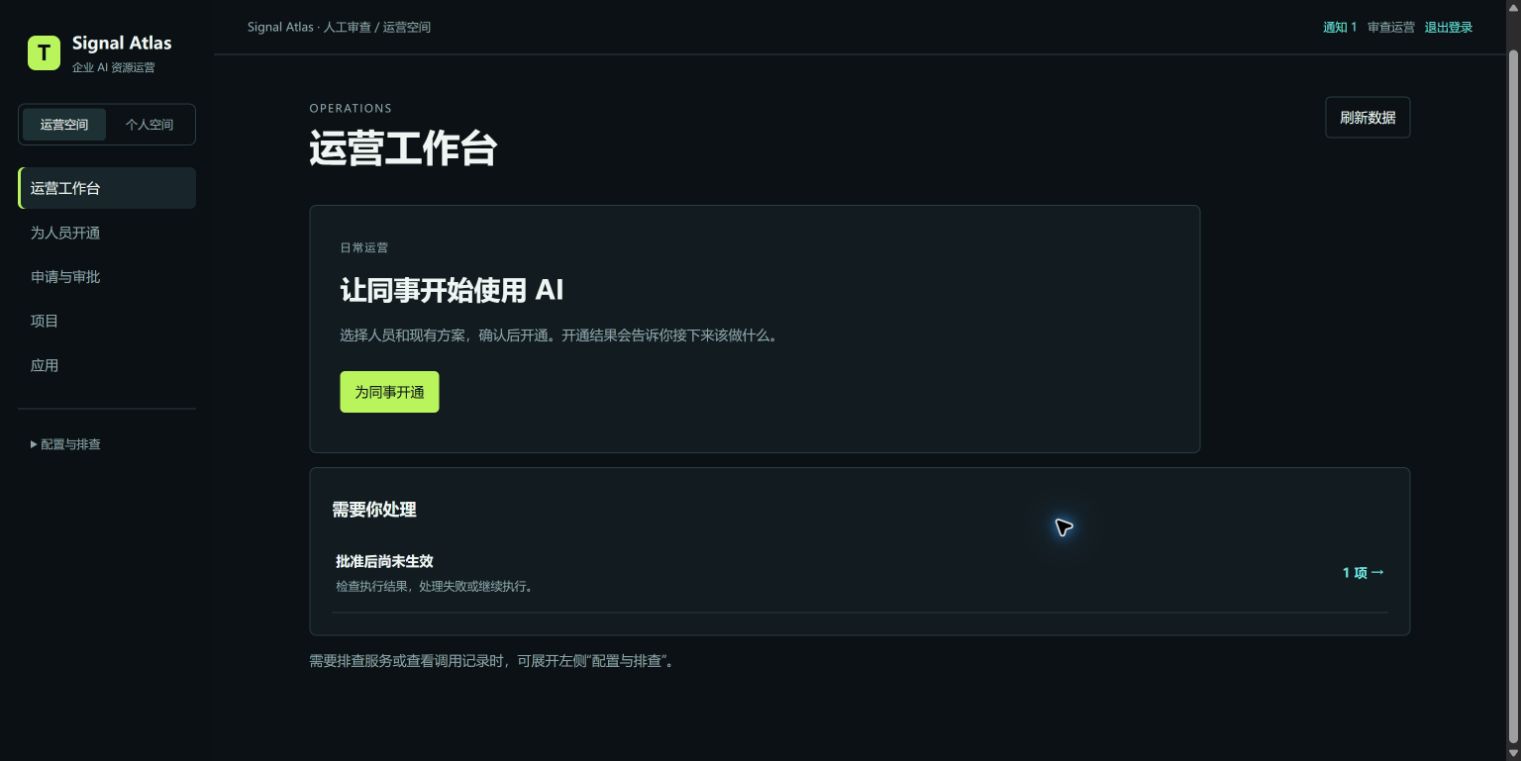 T
Signal Atlas
企业 AI 资源运营
运营空间
个人空间
运营工作台
为人员开通
申请与审批
项目
应用
▶ 配置与排查
Signal Atlas · 人工审查 / 运营空间
通知 1 审查运营 退出登录
OPERATIONS
运营工作台
刷新数据
日常运营
让同事开始使用 AI
选择人员和现有方案，确认后开通。开通结果会告诉你接下来该做什么。
为同事开通
需要你处理
批准后尚未生效
检查执行结果，处理失败或继续执行。
1 项 →
需要排查服务或查看调用记录时，可展开左侧“配置与排查”。